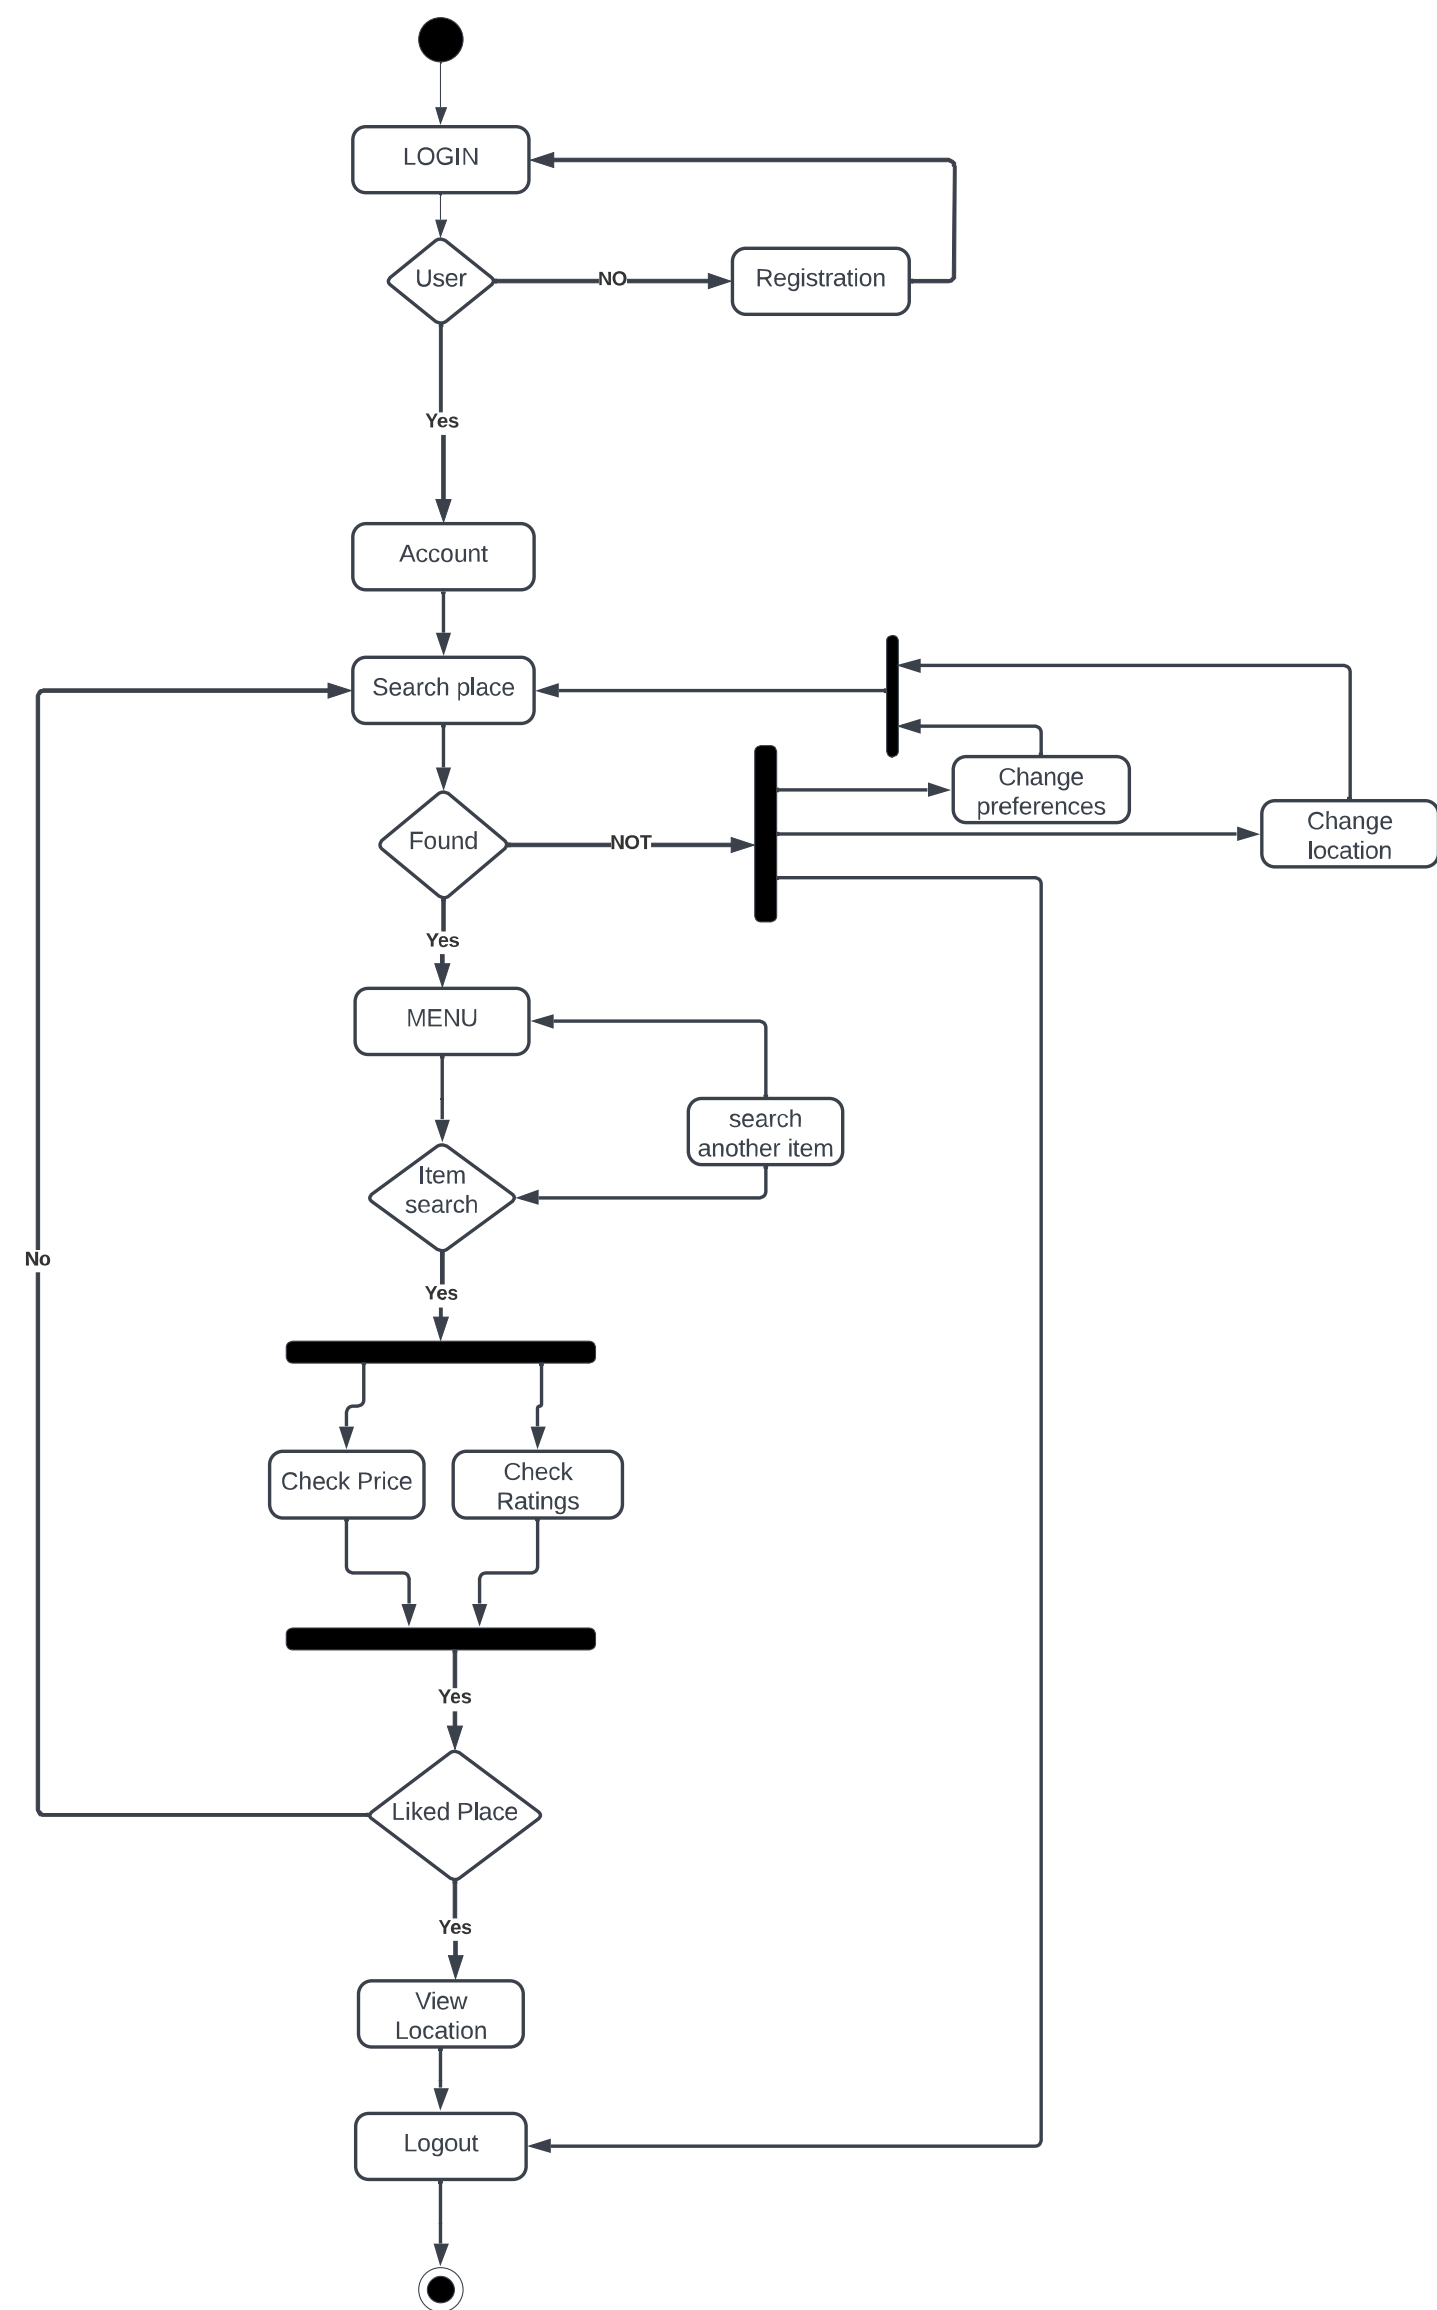 LOGIN
User
NO
Registration
Yes
Account
Search place
Change
preferences
Change
location
Found
NOT
Yes
MENU
search
another item
Item
search
No
Yes
Check Price
Check
Ratings
Yes
Liked Place
Yes
View
Location
Logout